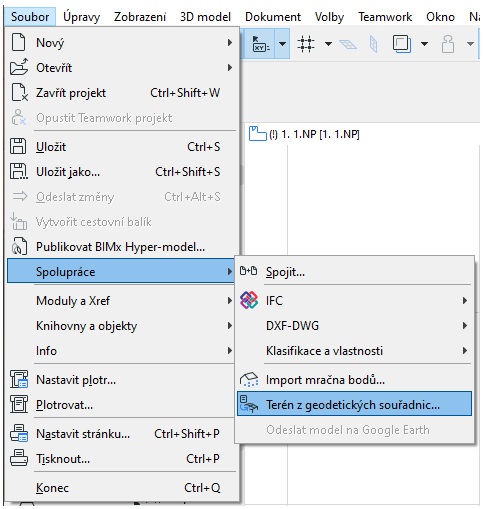 Soubor Úpravy Zobrazení 3D model Dokument Volby Teamwork Okno
Nový
Otevřít
Zavřít projekt Ctrl+Shift+W
Opustit Teamwork projekt
Uložit Ctrl+S
Uložit jako... Ctrl+Shift+S
Odeslat změny Ctrl+Alt+S
Vytvořit cestovní balík
Publikovat BIMx Hyper-model...
Spolupráce
Moduly a Xref
Knihovny a objekty
Info
Nastavit plotr...
Plotrovat...
Nastavit stránku... Ctrl+Shift+P
Tisknout... Ctrl+P
Konec Ctrl+Q
XY:
(!) 1. 1.NP [1. 1.NP]
Spojit...
IFC
DXF-DWG
Klasifikace a vlastnosti
Import mračna bodů...
Terén z geodetických souřadnic...
Odeslat model na Google Earth